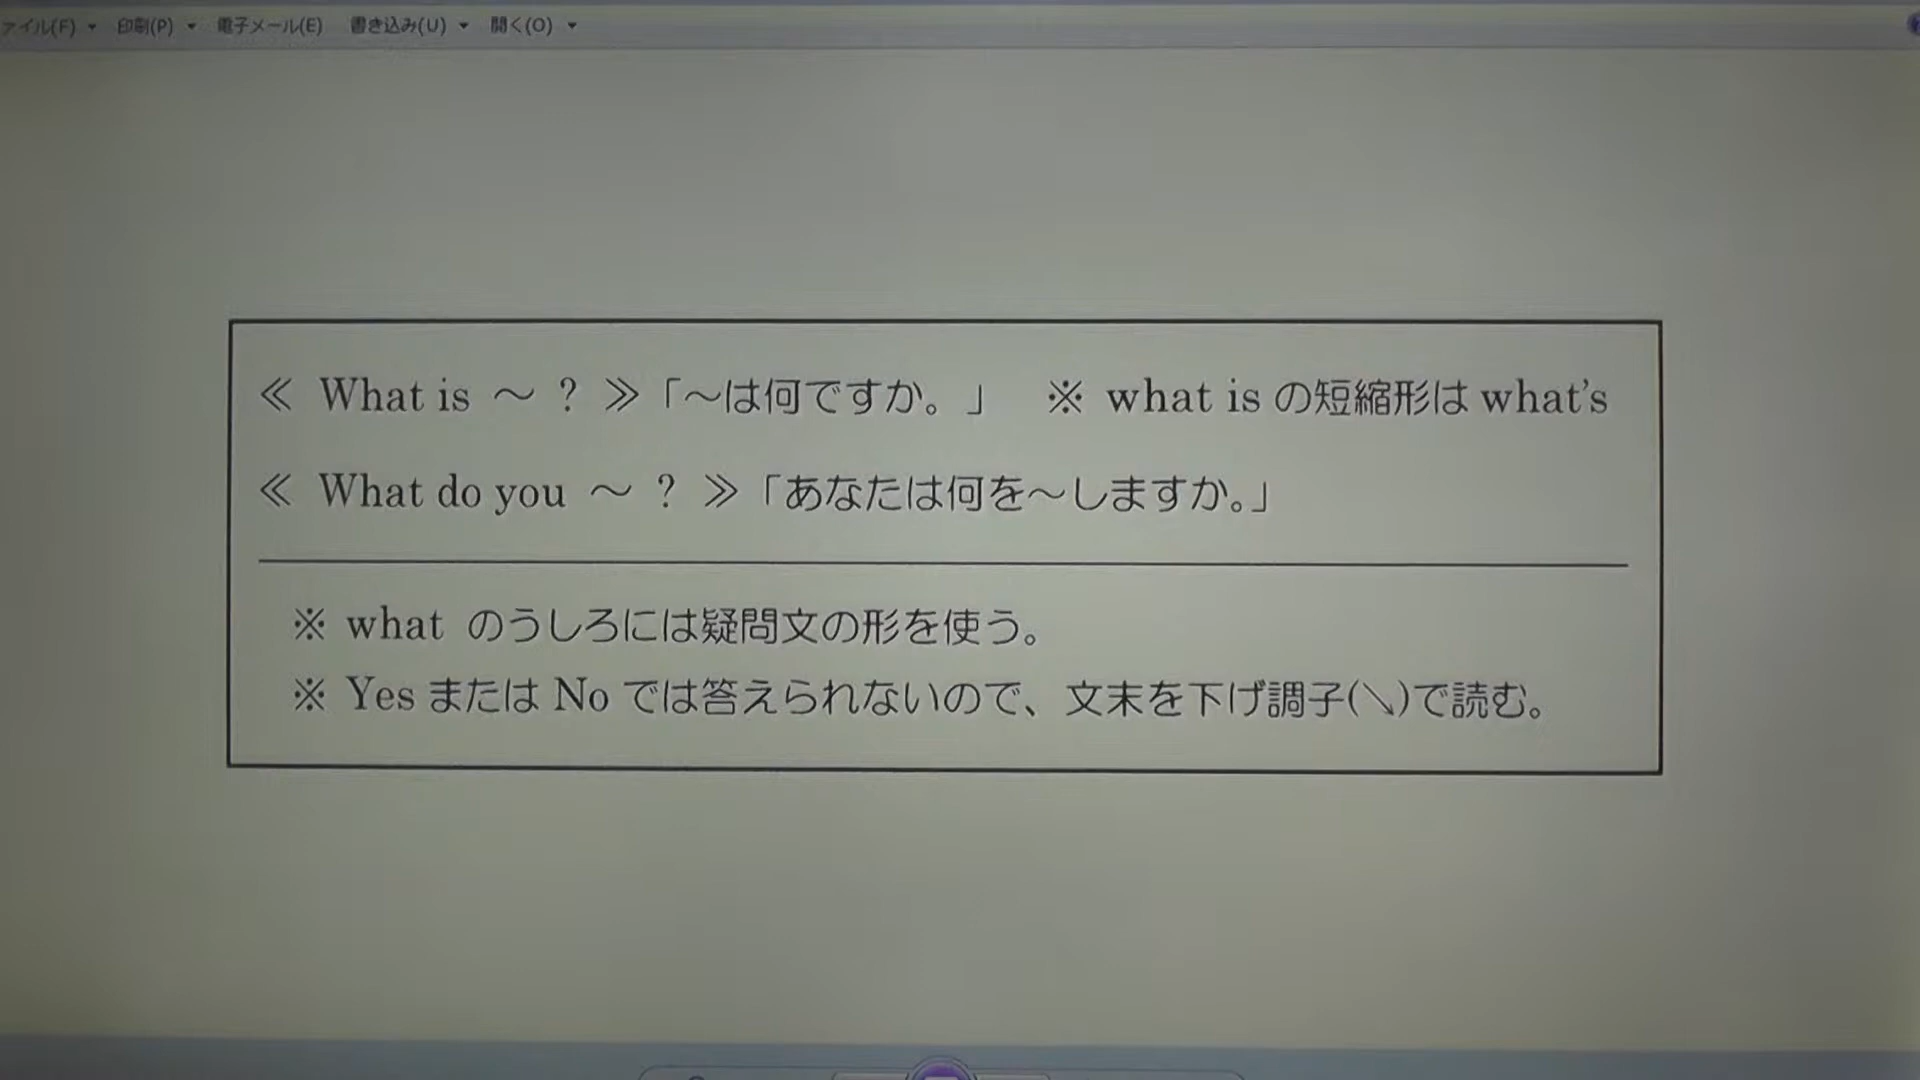 ァイル(F) 印刷(P) 電子メール(E) 書き込み(U) 開く(O)
≪ What is ～ ? ≫「～は何ですか。」 ※ what is の短縮形は what's
≪ What do you ～ ? ≫「あなたは何を～しますか。」
※ what のうしろには疑問文の形を使う。
※ Yes または No では答えられないので、文末を下げ調子(↘)で読む。